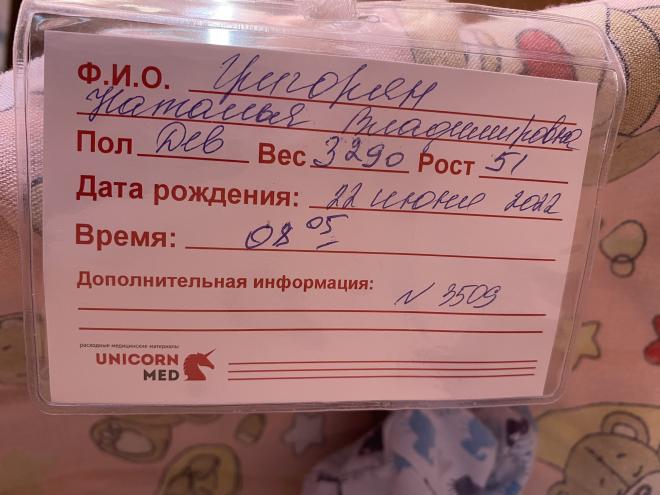 Ф.И.О. Григорян
Наталья Владимировна
Пол Дев Вес 3290 Рост 51
Дата рождения: 22 июня 2022
Время: 08 05
Дополнительная информация:
N 3509
расходные медицинские материалы
UNICORN
MED